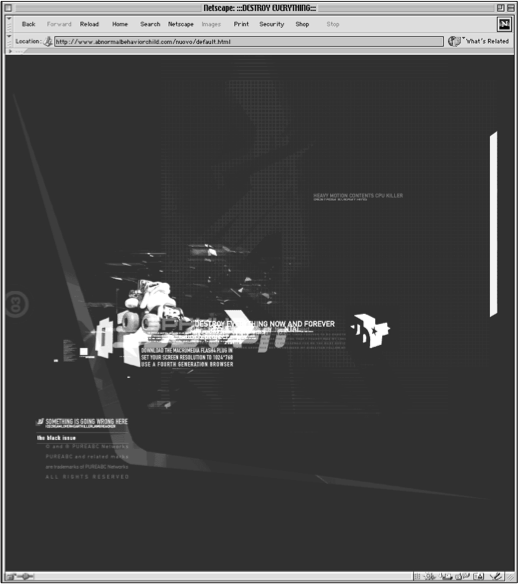 Netscape: :::DESTROY EVERYTHING:::
Back Forward Reload Home Search Netscape Images Print Security Shop Stop
Location: http://www.abnormalbehaviorchild.com/nuovo/default.html What's Related
HEAVY MOTION CONTENTS CPU KILLER
03
DESTROY EVERYTHING NOW AND FOREVER
DOWNLOAD THE MACROMEDIA FLASH4 PLUG IN
SET YOUR SCREEN RESOLUTION TO 1024*768
USE A FOURTH GENERATION BROWSER
SOMETHING IS GOING WRONG HERE
the black issue
© and ® PUREABC Networks
PUREABC and related marks
are trademarks of PUREABC Networks
ALL RIGHTS RESERVED